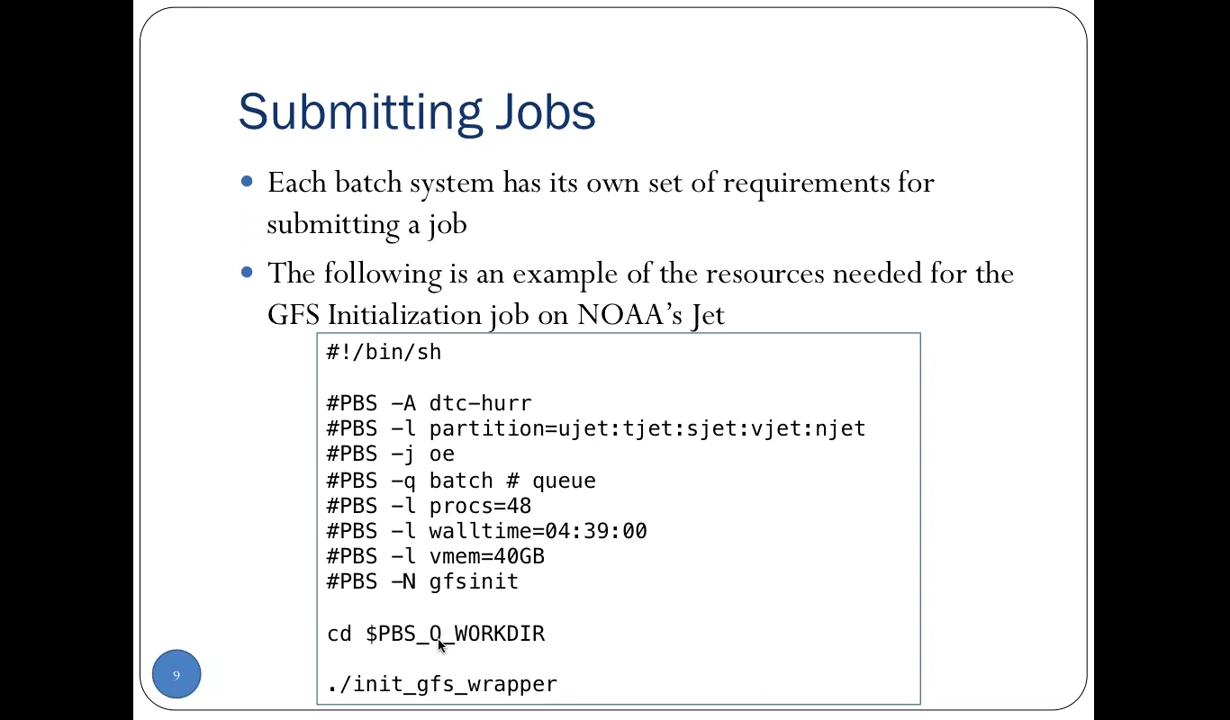 Submitting Jobs
• Each batch system has its own set of requirements for
submitting a job
• The following is an example of the resources needed for the
GFS Initialization job on NOAA’s Jet
#!/bin/sh
#PBS -A dtc-hurr
#PBS -l partition=ujet:tjet:sjet:vjet:njet
#PBS -j oe
#PBS -q batch # queue
#PBS -l procs=48
#PBS -l walltime=04:39:00
#PBS -l vmem=40GB
#PBS -N gfsinit
cd $PBS_O_WORKDIR
./init_gfs_wrapper
9